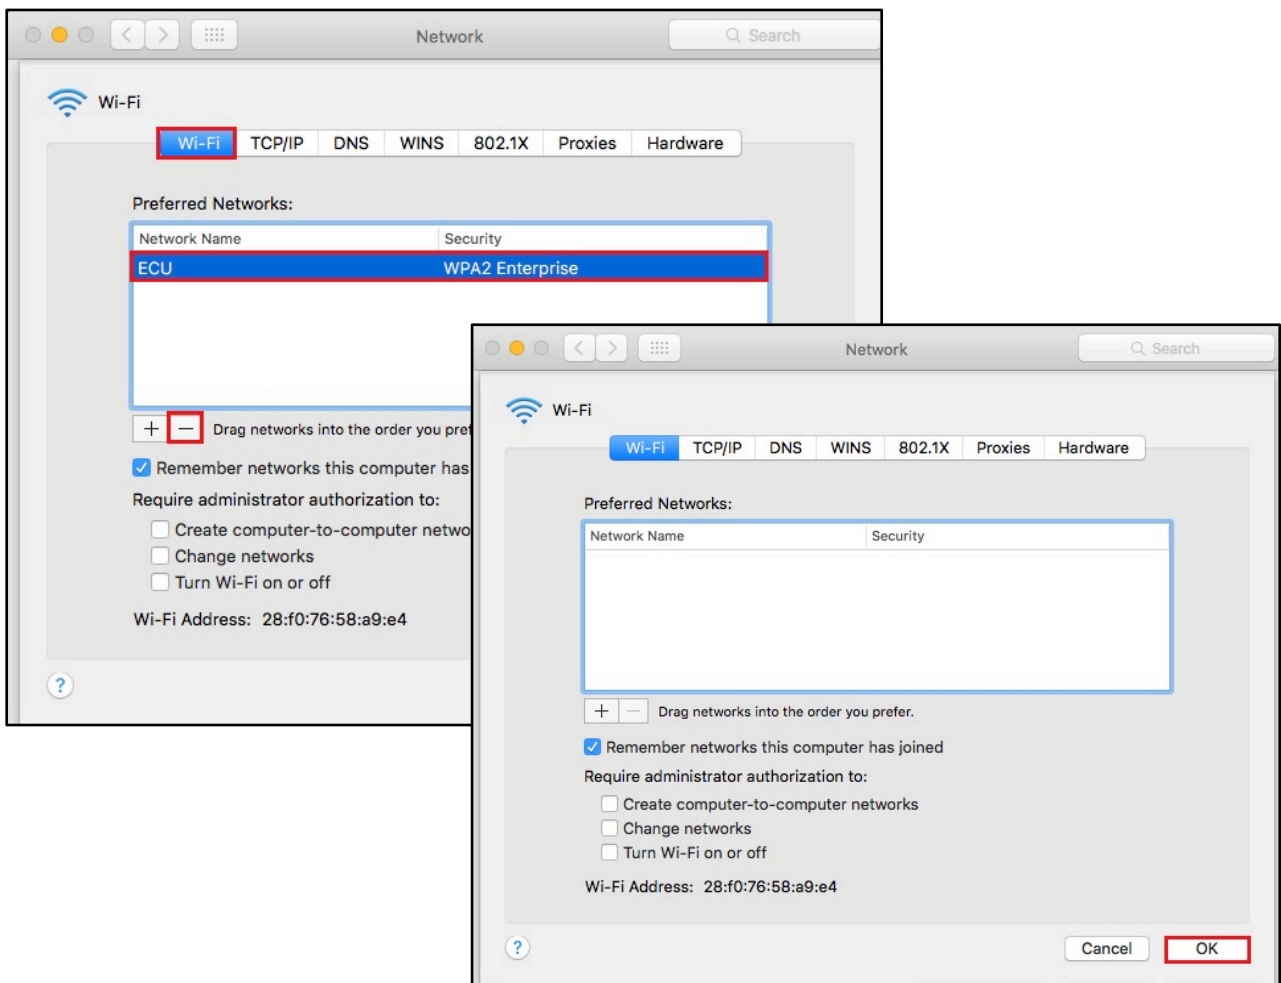 Network
Search
Wi-Fi
Wi-Fi TCP/IP DNS WINS 802.1X Proxies Hardware
Preferred Networks:
Network Name Security
ECU WPA2 Enterprise
+ − Drag networks into the order you pref
Remember networks this computer has
Require administrator authorization to:
Create computer-to-computer netwo
Change networks
Turn Wi-Fi on or off
Wi-Fi Address: 28:f0:76:58:a9:e4
?
Network
Search
Wi-Fi
Wi-Fi TCP/IP DNS WINS 802.1X Proxies Hardware
Preferred Networks:
Network Name Security
+ − Drag networks into the order you prefer.
Remember networks this computer has joined
Require administrator authorization to:
Create computer-to-computer networks
Change networks
Turn Wi-Fi on or off
Wi-Fi Address: 28:f0:76:58:a9:e4
? Cancel OK